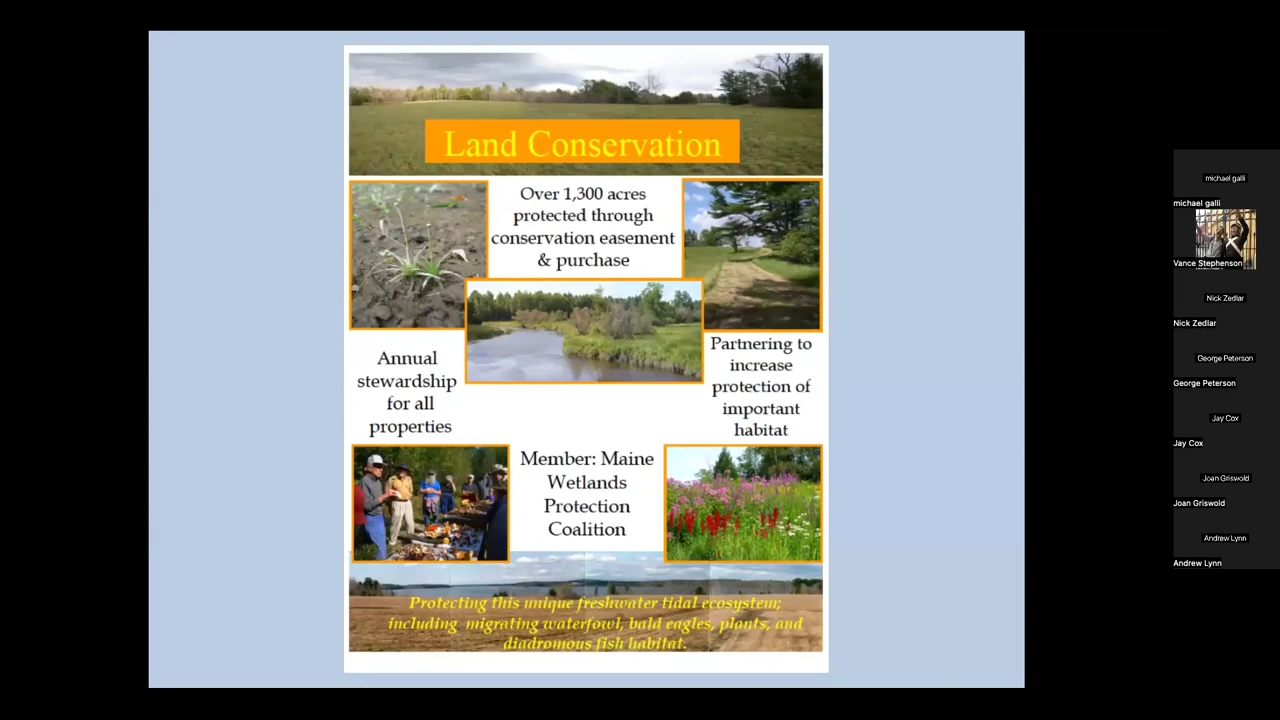 Land Conservation
Over 1,300 acres
protected through
conservation easement
& purchase
Annual
stewardship
for all
properties
Partnering to
increase
protection of
important
habitat
Member: Maine
Wetlands
Protection
Coalition
Protecting this unique freshwater tidal ecosystem;
including migrating waterfowl, bald eagles, plants, and
diadromous fish habitat.
michael galli
michael galli
Vance Stephenson
Nick Zedlar
Nick Zedlar
George Peterson
George Peterson
Jay Cox
Jay Cox
Joan Griswold
Joan Griswold
Andrew Lynn
Andrew Lynn